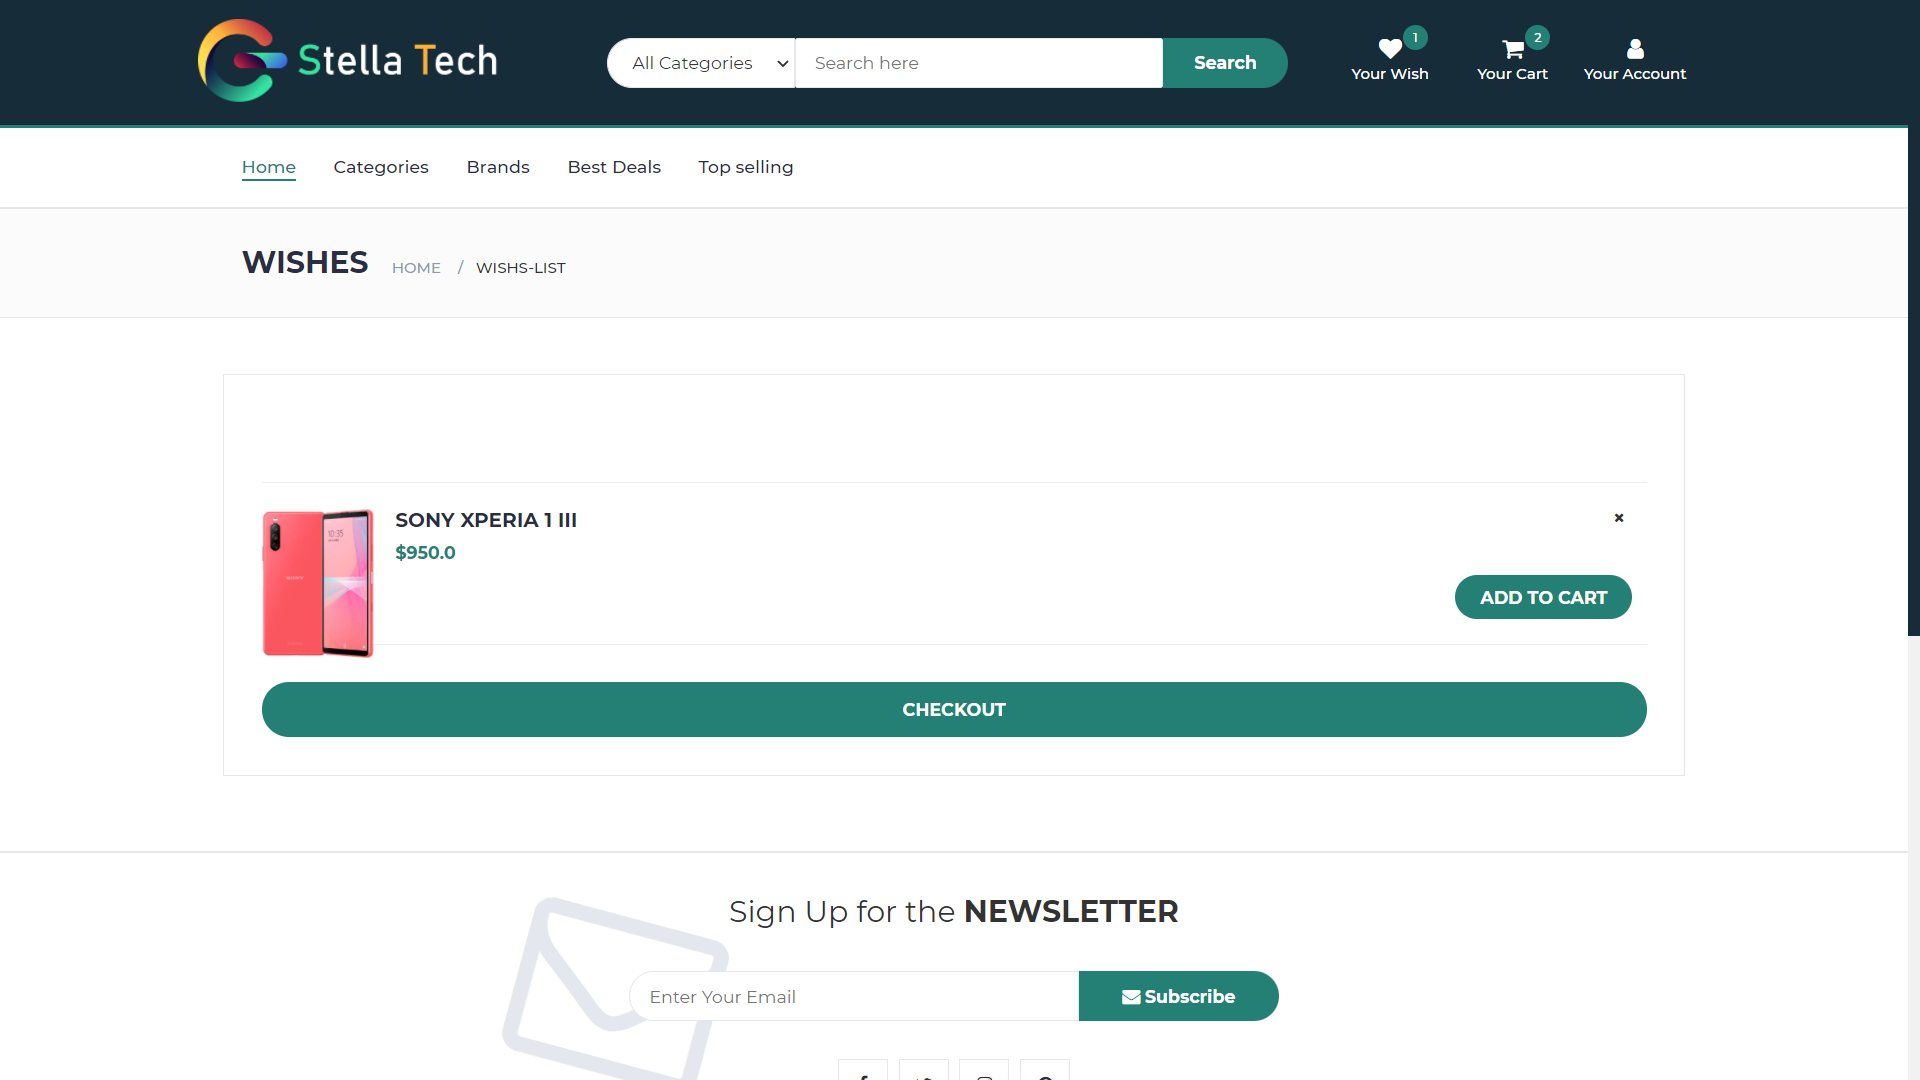 Stella Tech
All Categories
Search here
Search
1
Your Wish
2
Your Cart
Your Account
Home
Categories
Brands
Best Deals
Top selling
WISHES
HOME / WISHS-LIST
SONY XPERIA 1 III
$950.0
ADD TO CART
CHECKOUT
Sign Up for the NEWSLETTER
Enter Your Email
Subscribe